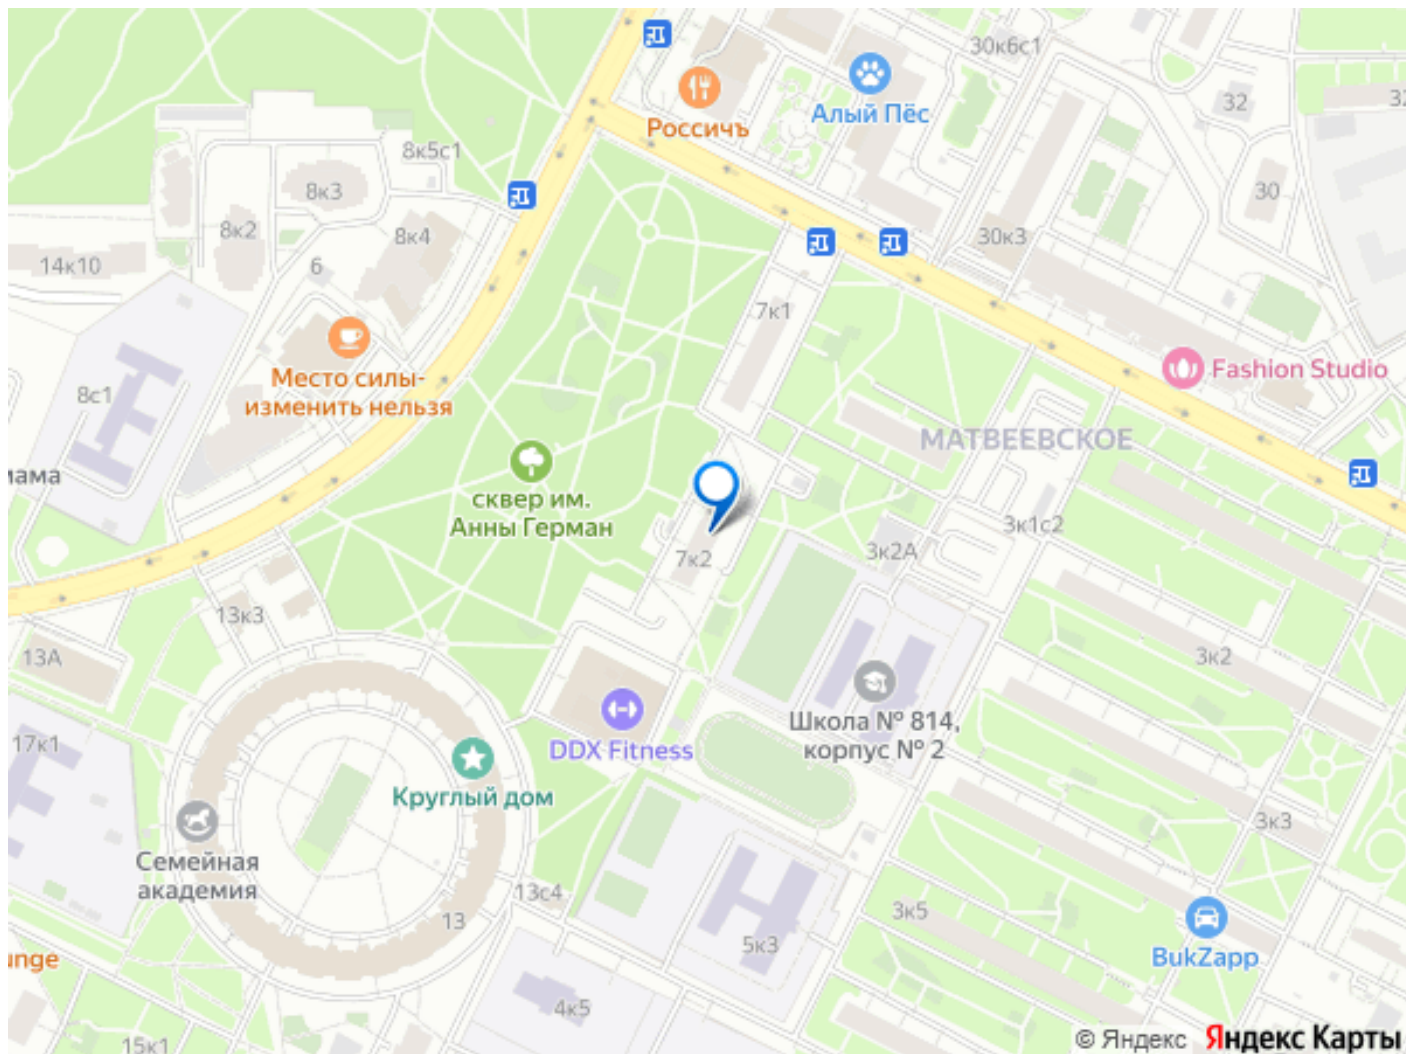 30к6с1
Алый Пёс
Россичъ
32
8к5с1
8к3
30
8к2
8к4
30к3
14к10
6
7к1
Место силы-
изменить нельзя
Fashion Studio
8с1
МАТВЕЕВСКОЕ
мама
сквер им.
Анны Герман
3к1с2
3к2А
7к2
13к3
13А
3к2
Школа № 814,
корпус № 2
17к1
DDX Fitness
Круглый дом
3к3
Семейная
академия
13с4
13
3к5
5к3
BukZapp
unge
4к5
15к1
© Яндекс Яндекс Карты